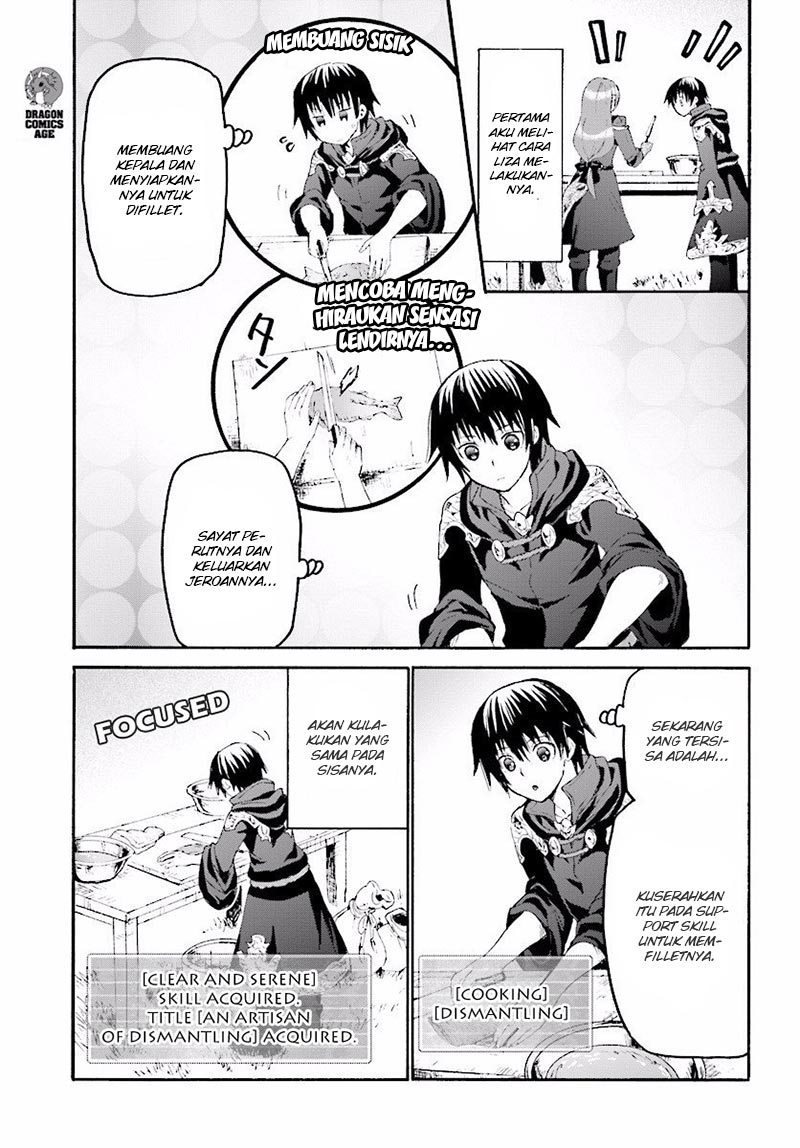 PERTAMA
AKU MELI-
HAT CARA
LIZA ME-
LAKUKAN-
NYA.
MEMBUANG SISIK
DRAGON
COMICS
AGE
MEMBUANG
KEPALA DAN
MENYIAPKAN-
NYA UNTUK
DIFILLET.
MENCOBA MENG-
HIRAUKAN SENSASI
LENDIRNYA...
タン
SAYAT PE-
RUTNYA DAN
KELUARKAN
JEROANNYA...
SEKARANG
YANG TERSI-
SA ADALAH...
KUSERAHKAN
ITU PADA SUP-
PORT SKILL
UNTUK MEM-
FILLETNYA.
[COOKING]
[DISMANTLING]
AKAN KULA-
KUKAN YANG
SAMA PADA
SISANYA.
FOCUSED
[CLEAR AND SERENE]
SKILL ACQUIRED.
TITLE [AN ARTISAN
OF DISMANTLING] ACQUIRED.